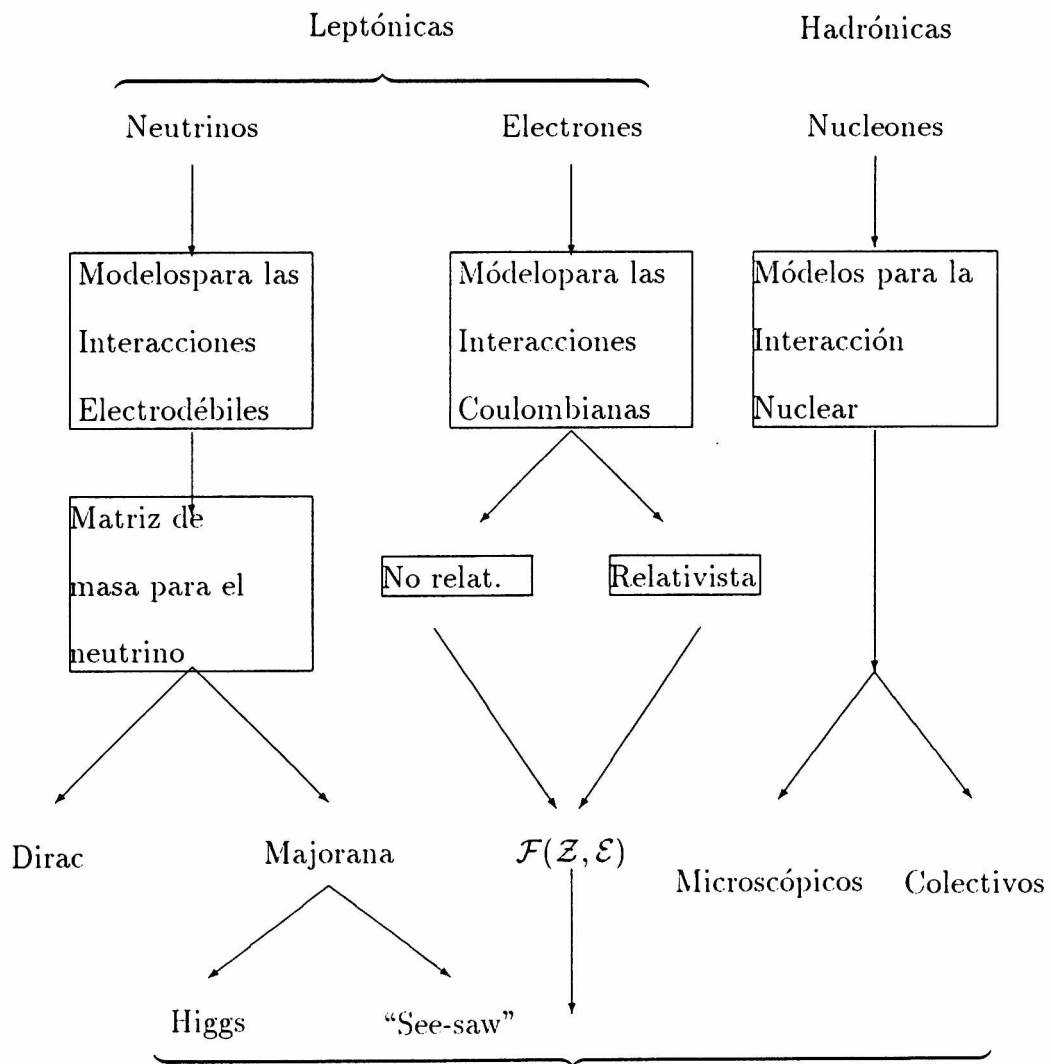 Leptónicas
Hadrónicas
Neutrinos
Electrones
Nucleones
Modelospara las
Interacciones
Electrodébiles
Módelopara las
Interacciones
Coulombianas
Módelos para la
Interacción
Nuclear
Matriz de
masa para el
neutrino
No relat.
Relativista
Dirac
Majorana
𝓕(𝓩, 𝓔)
Microscópicos
Colectivos
Higgs
“See-saw”